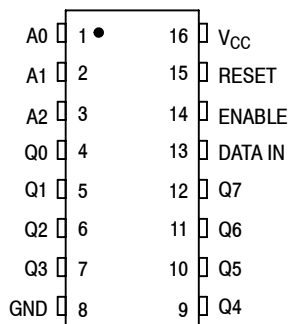 A0 1 16 VCC
A1 2 15 RESET
A2 3 14 ENABLE
Q0 4 13 DATA IN
Q1 5 12 Q7
Q2 6 11 Q6
Q3 7 10 Q5
GND 8 9 Q4